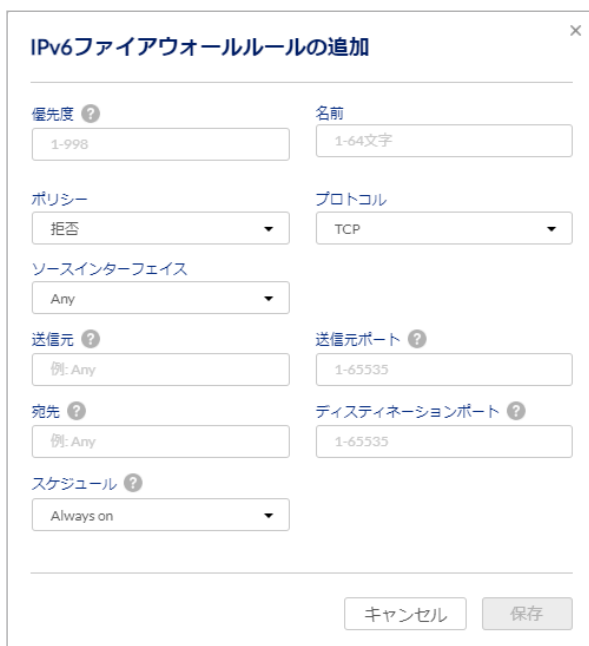 IPv6ファイアウォールルールの追加
×
優先度 ?
名前
1-998
1-64文字
ポリシー
プロトコル
拒否
TCP
ソースインターフェイス
Any
送信元 ?
送信元ポート ?
例: Any
1-65535
宛先 ?
ディスティネーションポート ?
例: Any
1-65535
スケジュール ?
Always on
キャンセル
保存